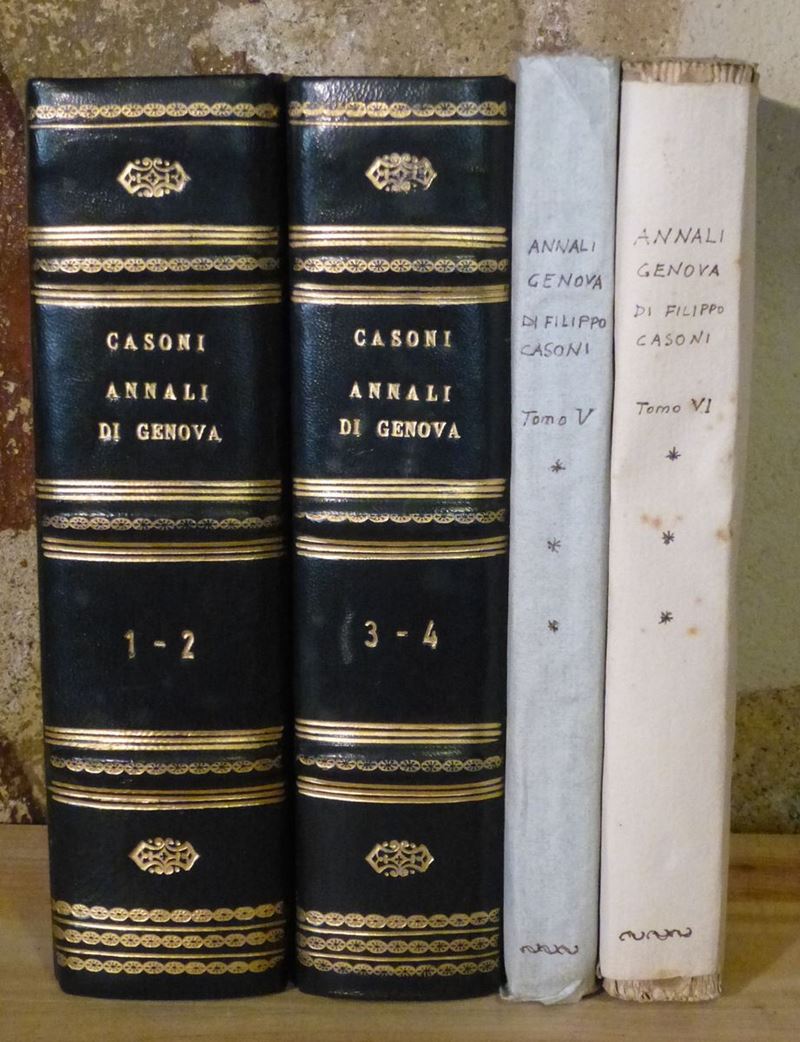 CASONI
ANNALI
DI GENOVA
1-2
CASONI
ANNALI
DI GENOVA
3-4
ANNALI
GENOVA
DI FILIPPO
CASONI
Tomo V
*
*
*
ANNALI
GENOVA
DI FILIPPO
CASONI
Tomo VI
*
*
*